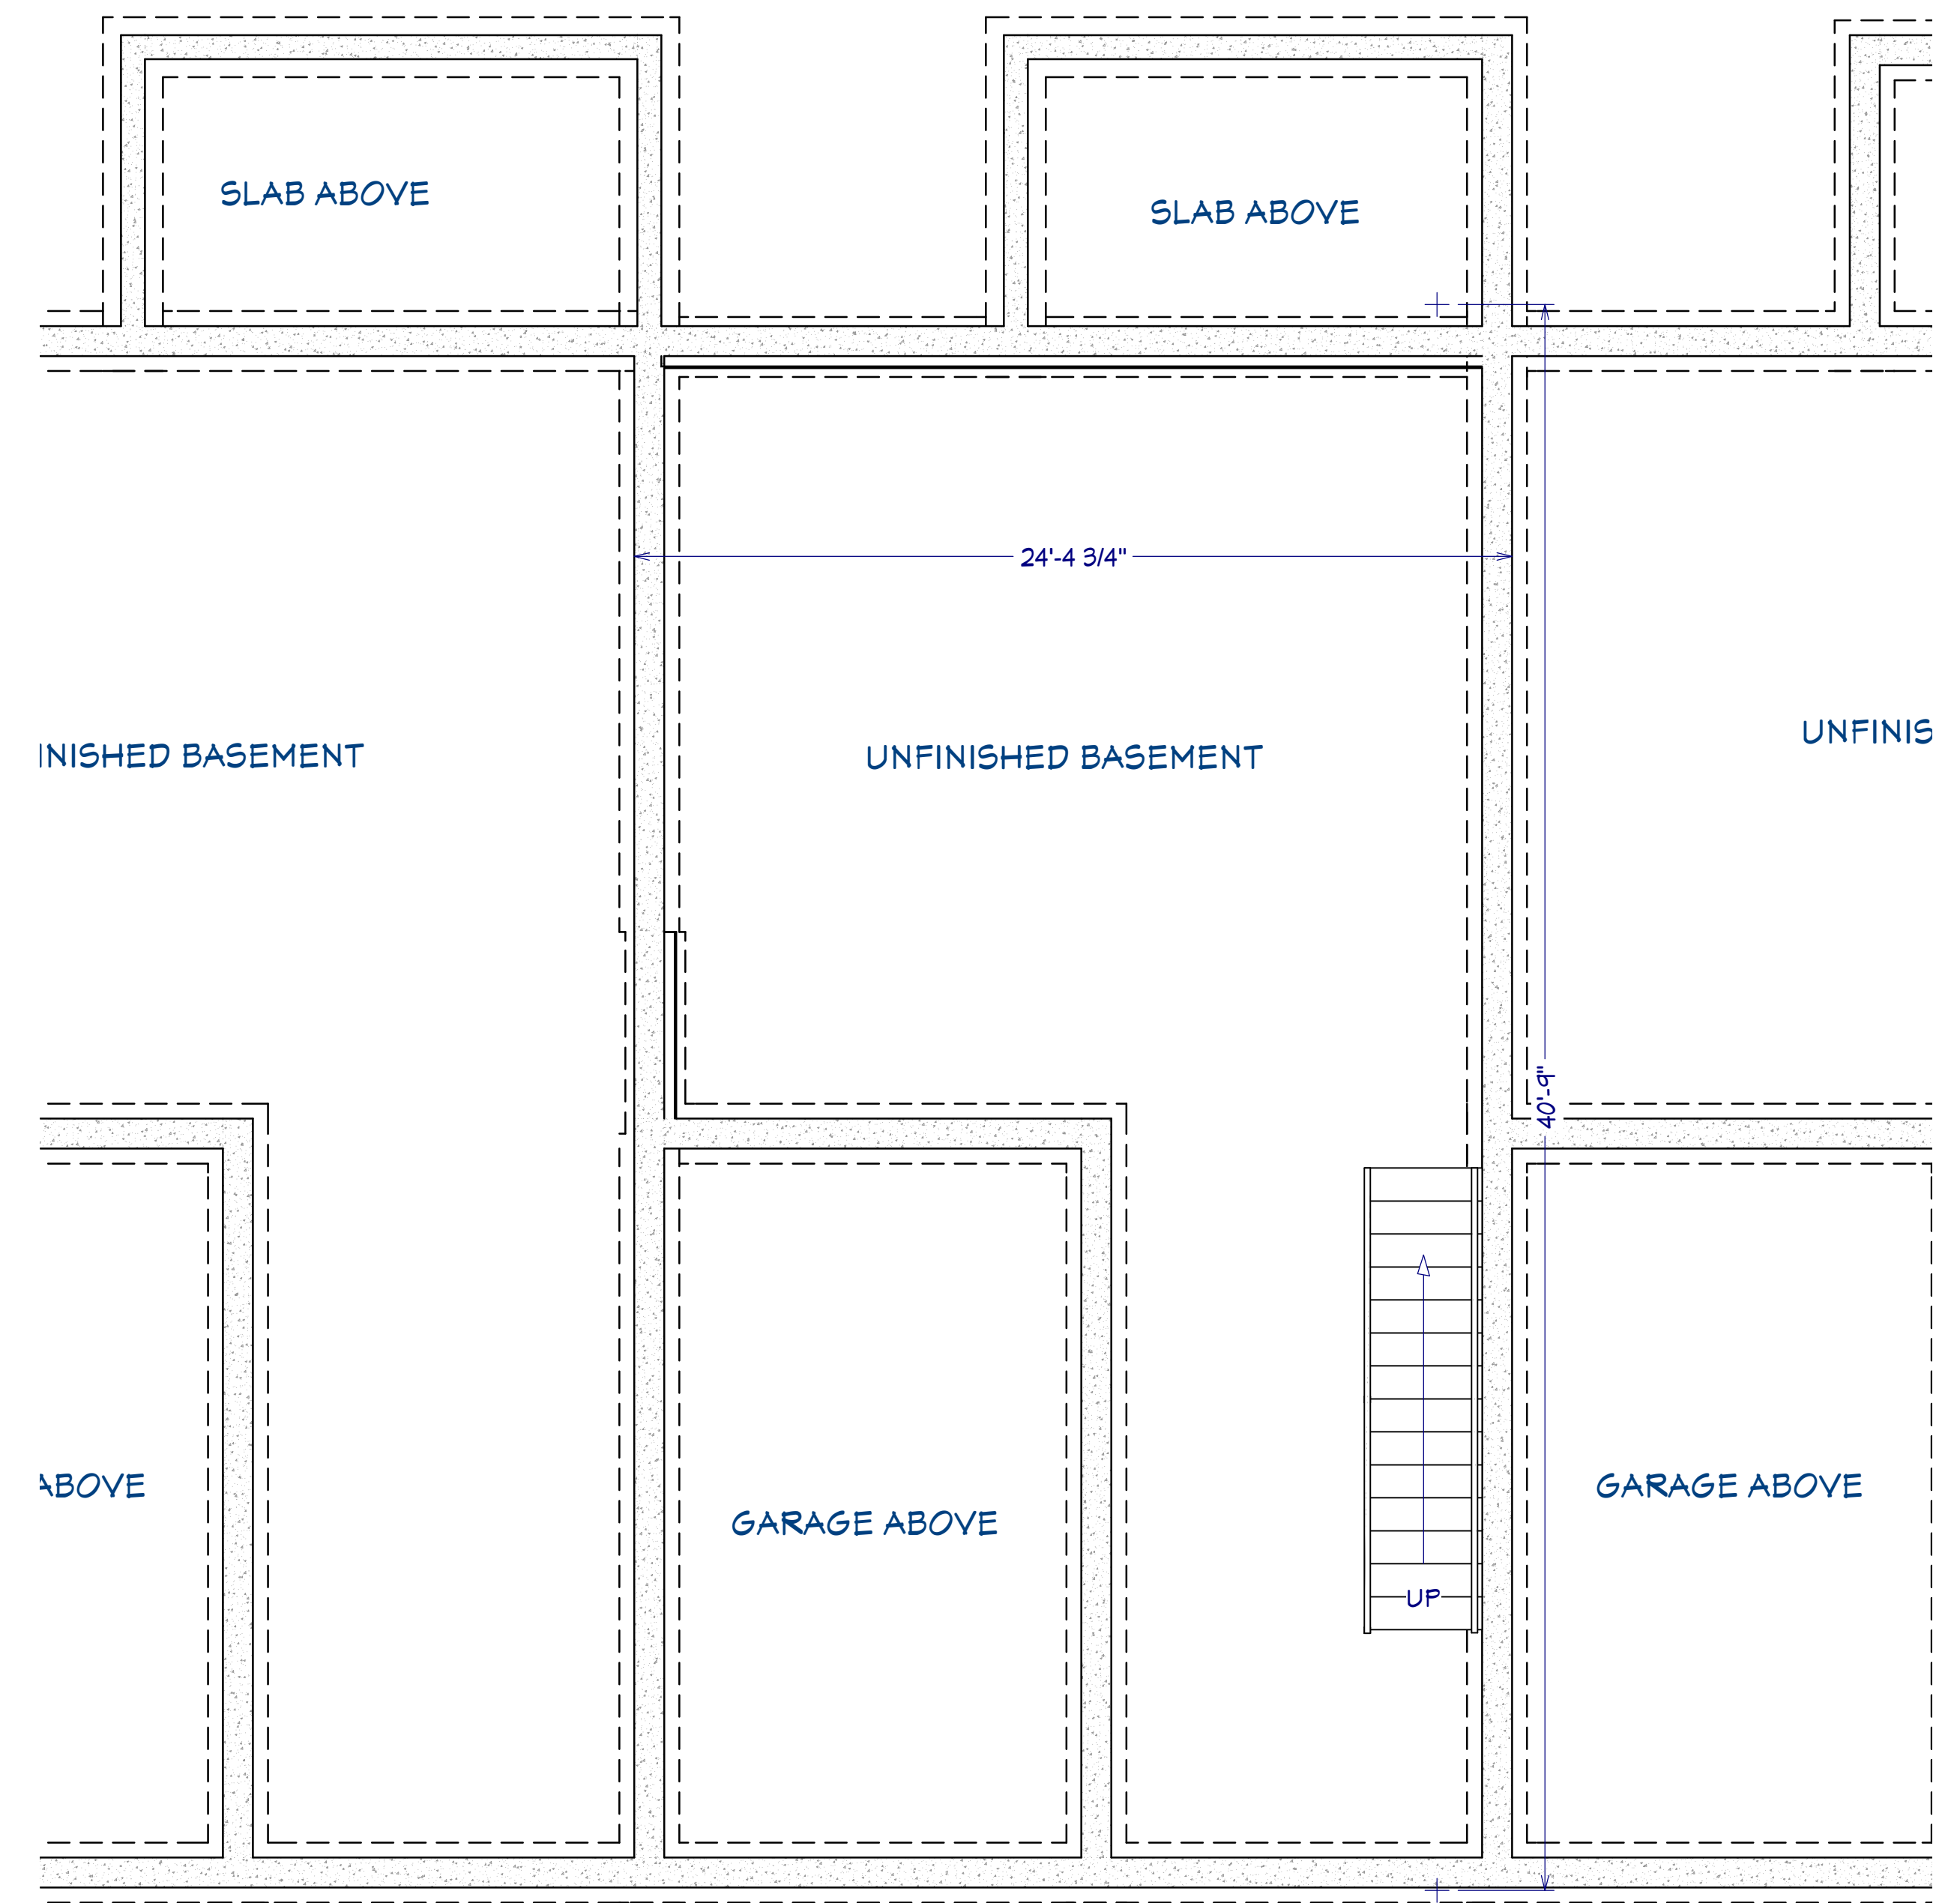 SLAB ABOVE
SLAB ABOVE
24'-4 3/4"
INISHED BASEMENT
UNFINISHED BASEMENT
UNFINIS
40'-9"
ABOVE
GARAGE ABOVE
GARAGE ABOVE
UP